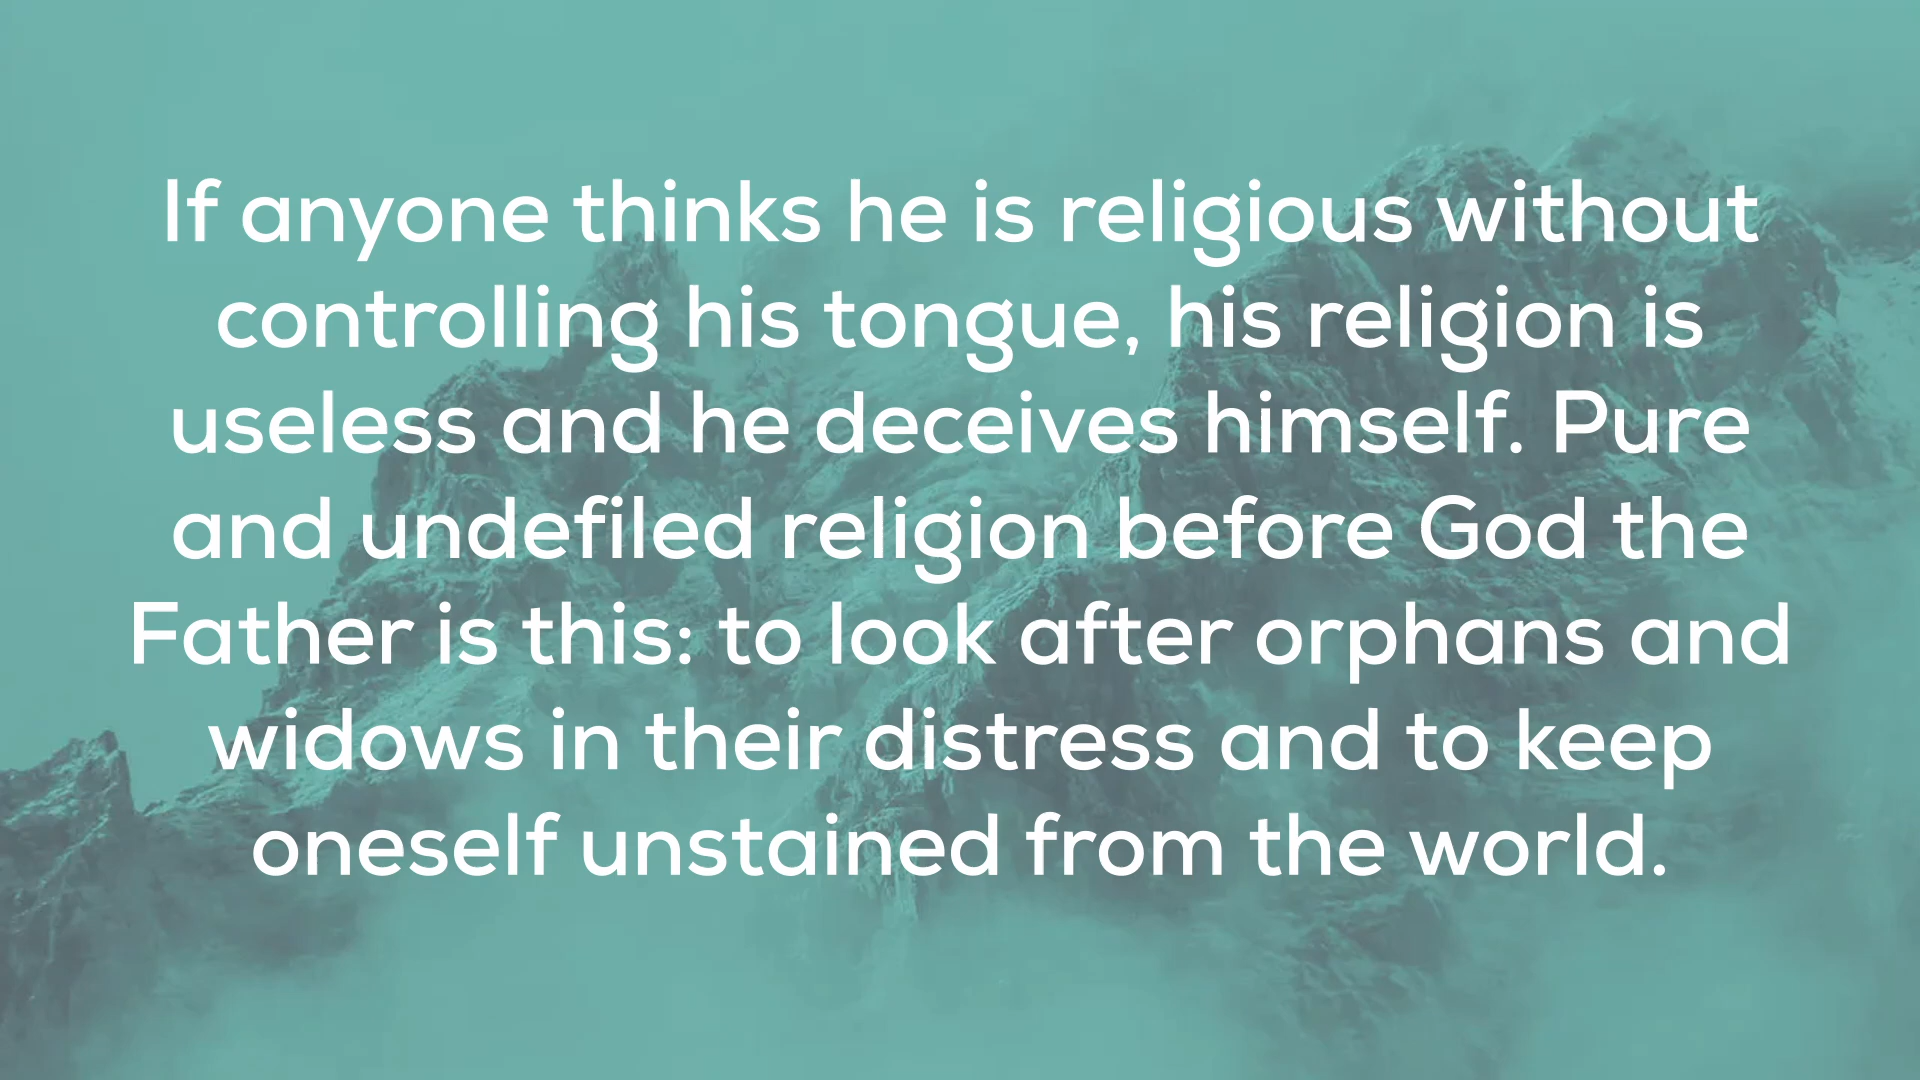 If anyone thinks he is religious without
controlling his tongue, his religion is
useless and he deceives himself. Pure
and undefiled religion before God the
Father is this: to look after orphans and
widows in their distress and to keep
oneself unstained from the world.